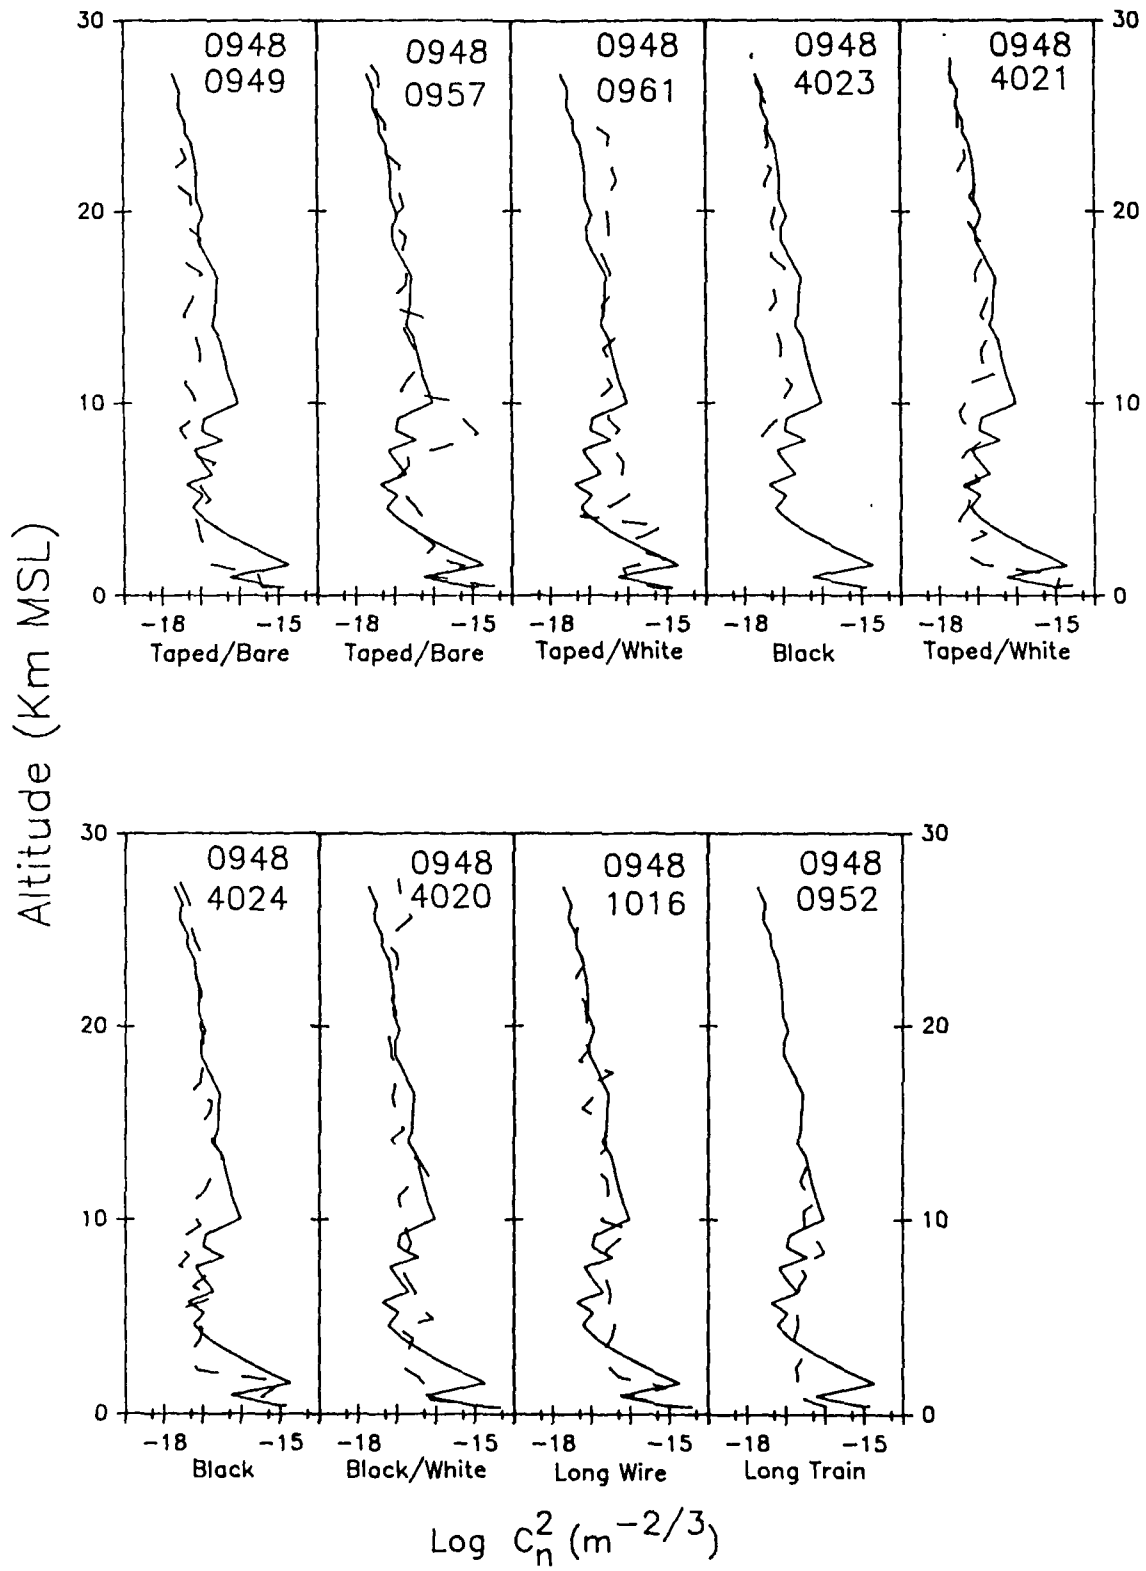 30 0948 0948 0948 0948 0948 30
0949 0957 0961 4023 4021
20 20
10 10
0 0
-18 -15 -18 -15 -18 -15 -18 -15 -18 -15
Taped/Bare Taped/Bare Taped/White Black Taped/White
Altitude (Km MSL)
30 0948 0948 0948 0948 30
4024 4020 1016 0952
20 20
10 10
0 0
-18 -15 -18 -15 -18 -15 -18 -15
Black Black/White Long Wire Long Train
Log C²ₙ (m⁻²/³)